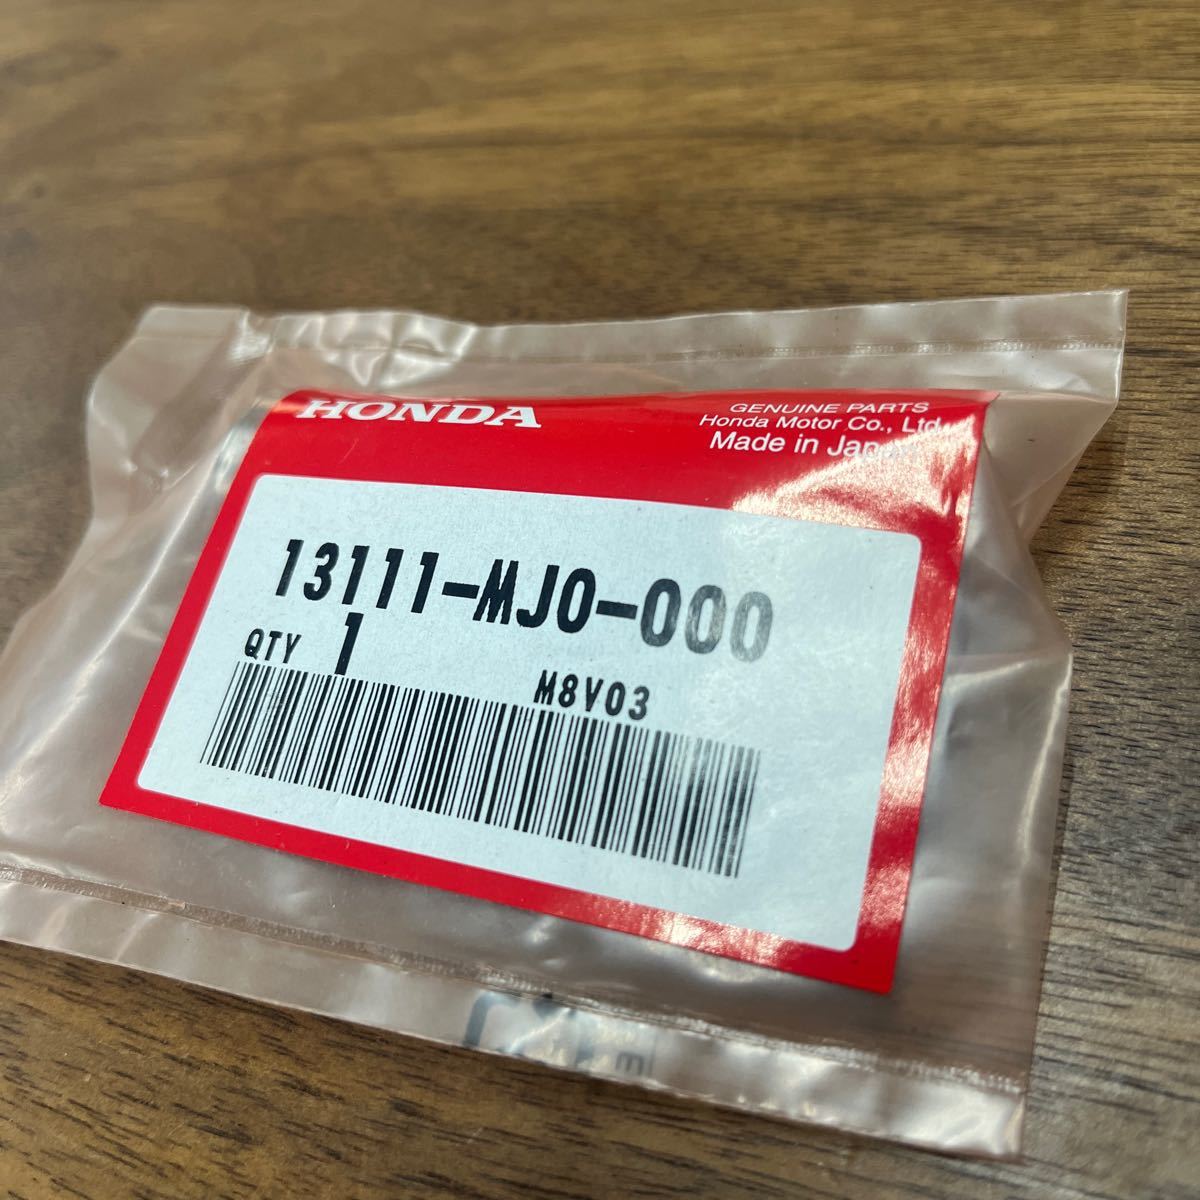 HONDA
GENUINE PARTS
Honda Motor Co., Ltd.
Made in Japan
13111-MJ0-000
QTY 1
M8V03